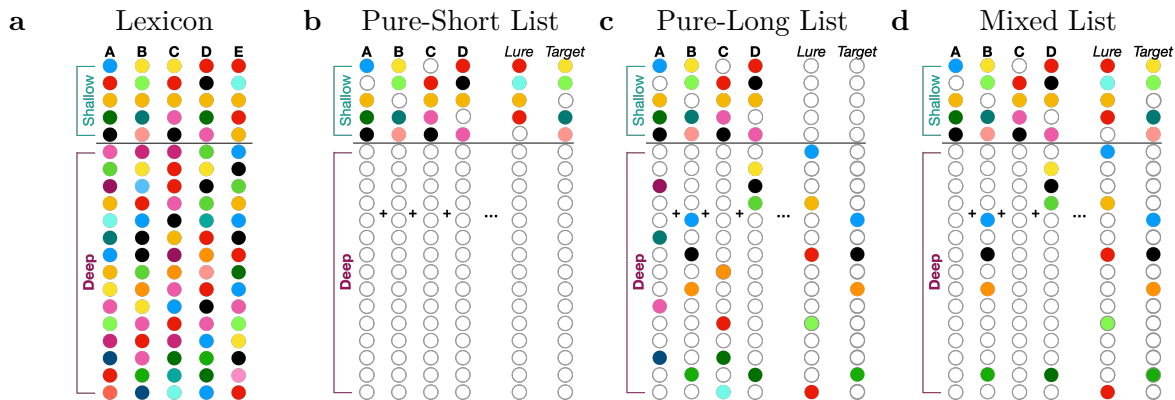 a Lexicon
A B C D E
Shallow
Deep
b Pure-Short List
A B C D Lure Target
Shallow
Deep
+ + + ...
c Pure-Long List
A B C D Lure Target
Shallow
Deep
+ + + ...
d Mixed List
A B C D Lure Target
Shallow
Deep
+ + + ...